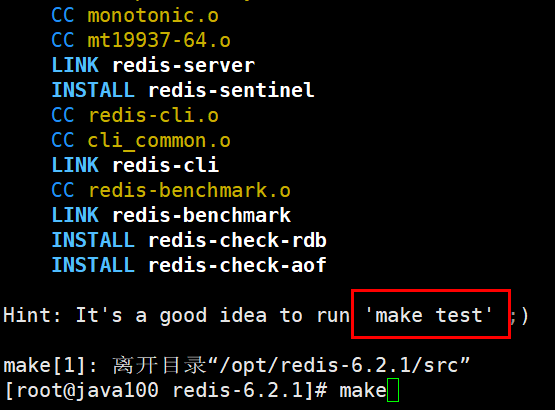 CC monotonic.o
CC mt19937-64.o
LINK redis-server
INSTALL redis-sentinel
CC redis-cli.o
CC cli_common.o
LINK redis-cli
CC redis-benchmark.o
LINK redis-benchmark
INSTALL redis-check-rdb
INSTALL redis-check-aof
Hint: It's a good idea to run 'make test' ;)
make[1]: 离开目录“/opt/redis-6.2.1/src”
[root@java100 redis-6.2.1]# make